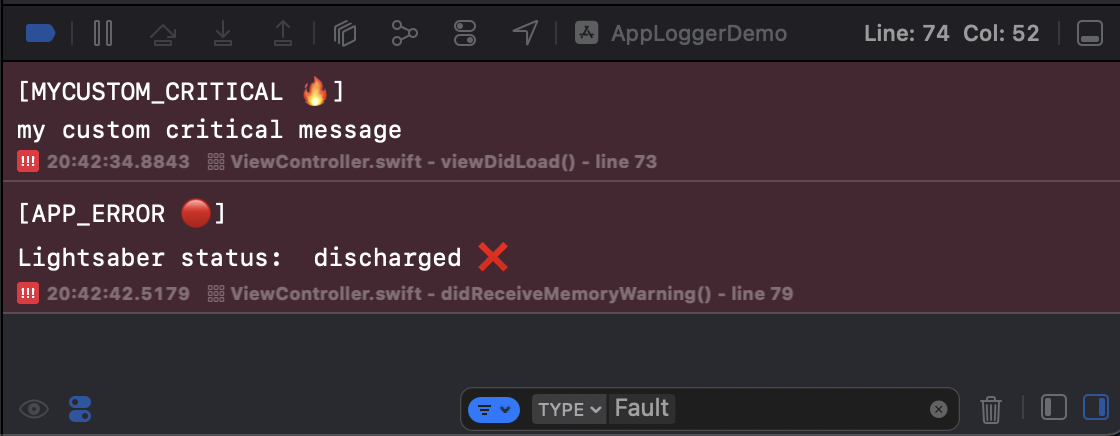 AppLoggerDemo Line: 74 Col: 52
[MYCUSTOM_CRITICAL 🔥]
my custom critical message
!!! 20:42:34.8843 ViewController.swift - viewDidLoad() - line 73
[APP_ERROR 🔴]
Lightsaber status:  discharged ❌
!!! 20:42:42.5179 ViewController.swift - didReceiveMemoryWarning() - line 79
TYPE Fault